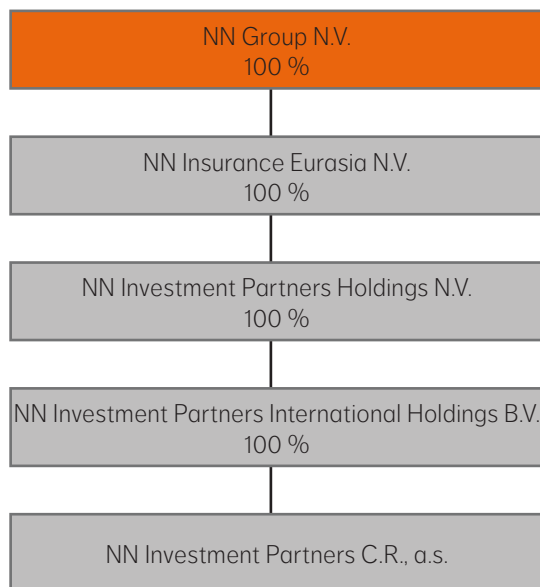 NN Group N.V.
100 %
NN Insurance Eurasia N.V.
100 %
NN Investment Partners Holdings N.V.
100 %
NN Investment Partners International Holdings B.V.
100 %
NN Investment Partners C.R., a.s.